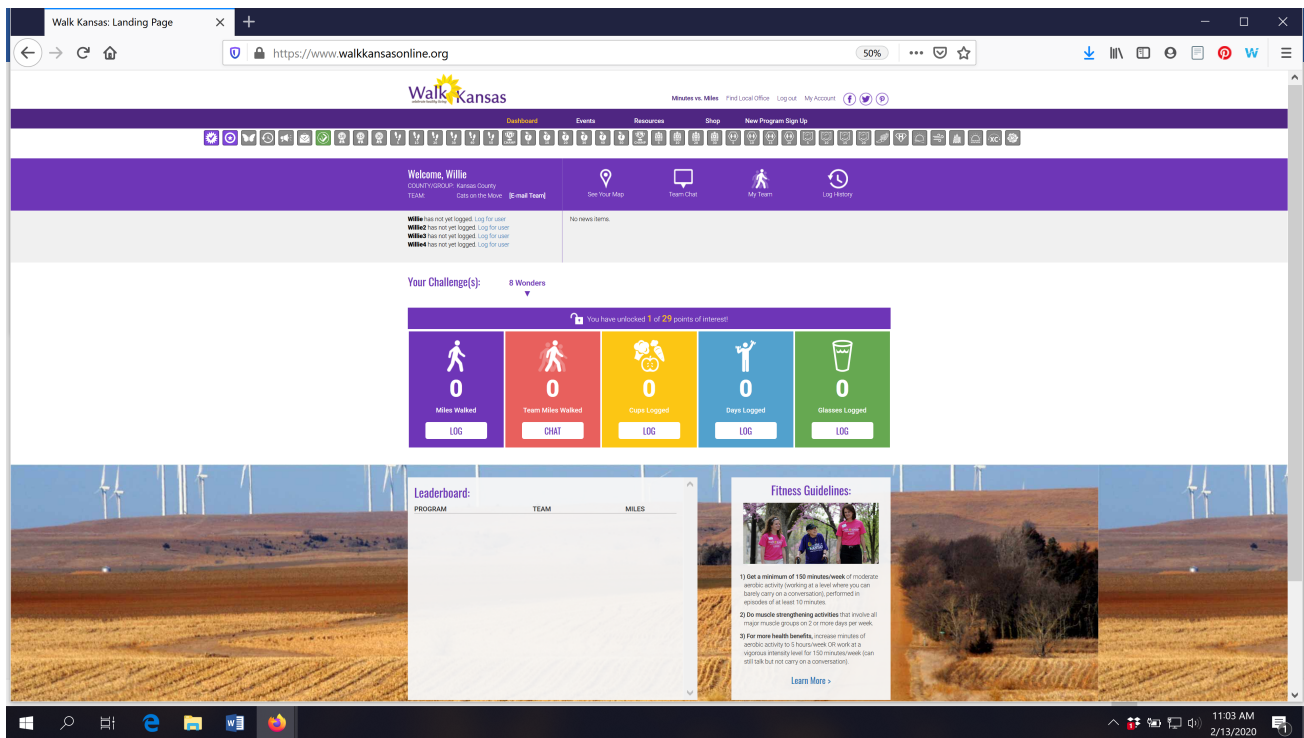 Walk Kansas: Landing Page
https://www.walkkansasonline.org
50%
Walk Kansas
celebrate healthy living
Minutes vs. Miles Find Local Office Log out My Account
Dashboard Events Resources Shop New Program Sign Up
Welcome, Willie
COUNTY/GROUP: Kansas County
TEAM: Cats on the Move [E-mail Team]
See Your Map
Team Chat
My Team
Log History
Willie has not yet logged. Log for user
Willie2 has not yet logged. Log for user
Willie3 has not yet logged. Log for user
Willie4 has not yet logged. Log for user
No news items.
Your Challenge(s): 8 Wonders
You have unlocked 1 of 29 points of interest!
0 0 0 0 0
Miles Walked Team Miles Walked Cups Logged Days Logged Glasses Logged
LOG CHAT LOG LOG LOG
Leaderboard:
PROGRAM TEAM MILES
Fitness Guidelines:
1) Get a minimum of 150 minutes/week of moderate
aerobic activity (working at a level where you can
barely carry on a conversation), performed in
episodes of at least 10 minutes.
2) Do muscle strengthening activities that involve all
major muscle groups on 2 or more days per week.
3) For more health benefits, increase minutes of
aerobic activity to 5 hours/week OR work at a
vigorous intensity level for 150 minutes/week (can
still talk but not carry on a conversation).
Learn More >
11:03 AM
2/13/2020